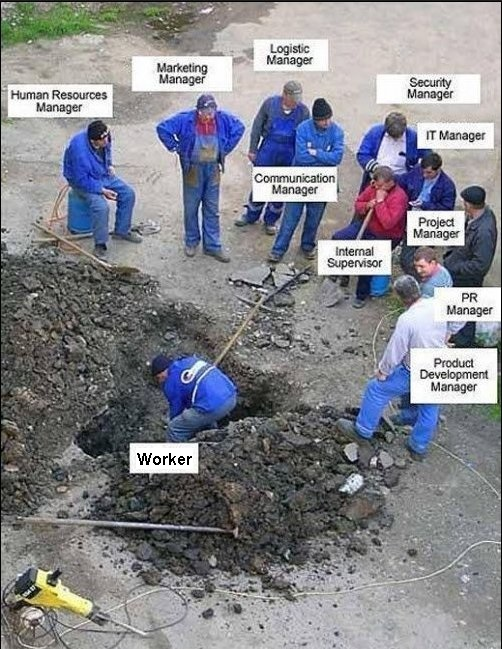 Logistic
Manager
Marketing
Manager
Human Resources
Manager
Security
Manager
IT Manager
Communication
Manager
Project
Manager
Internal
Supervisor
PR
Manager
Product
Development
Manager
Worker